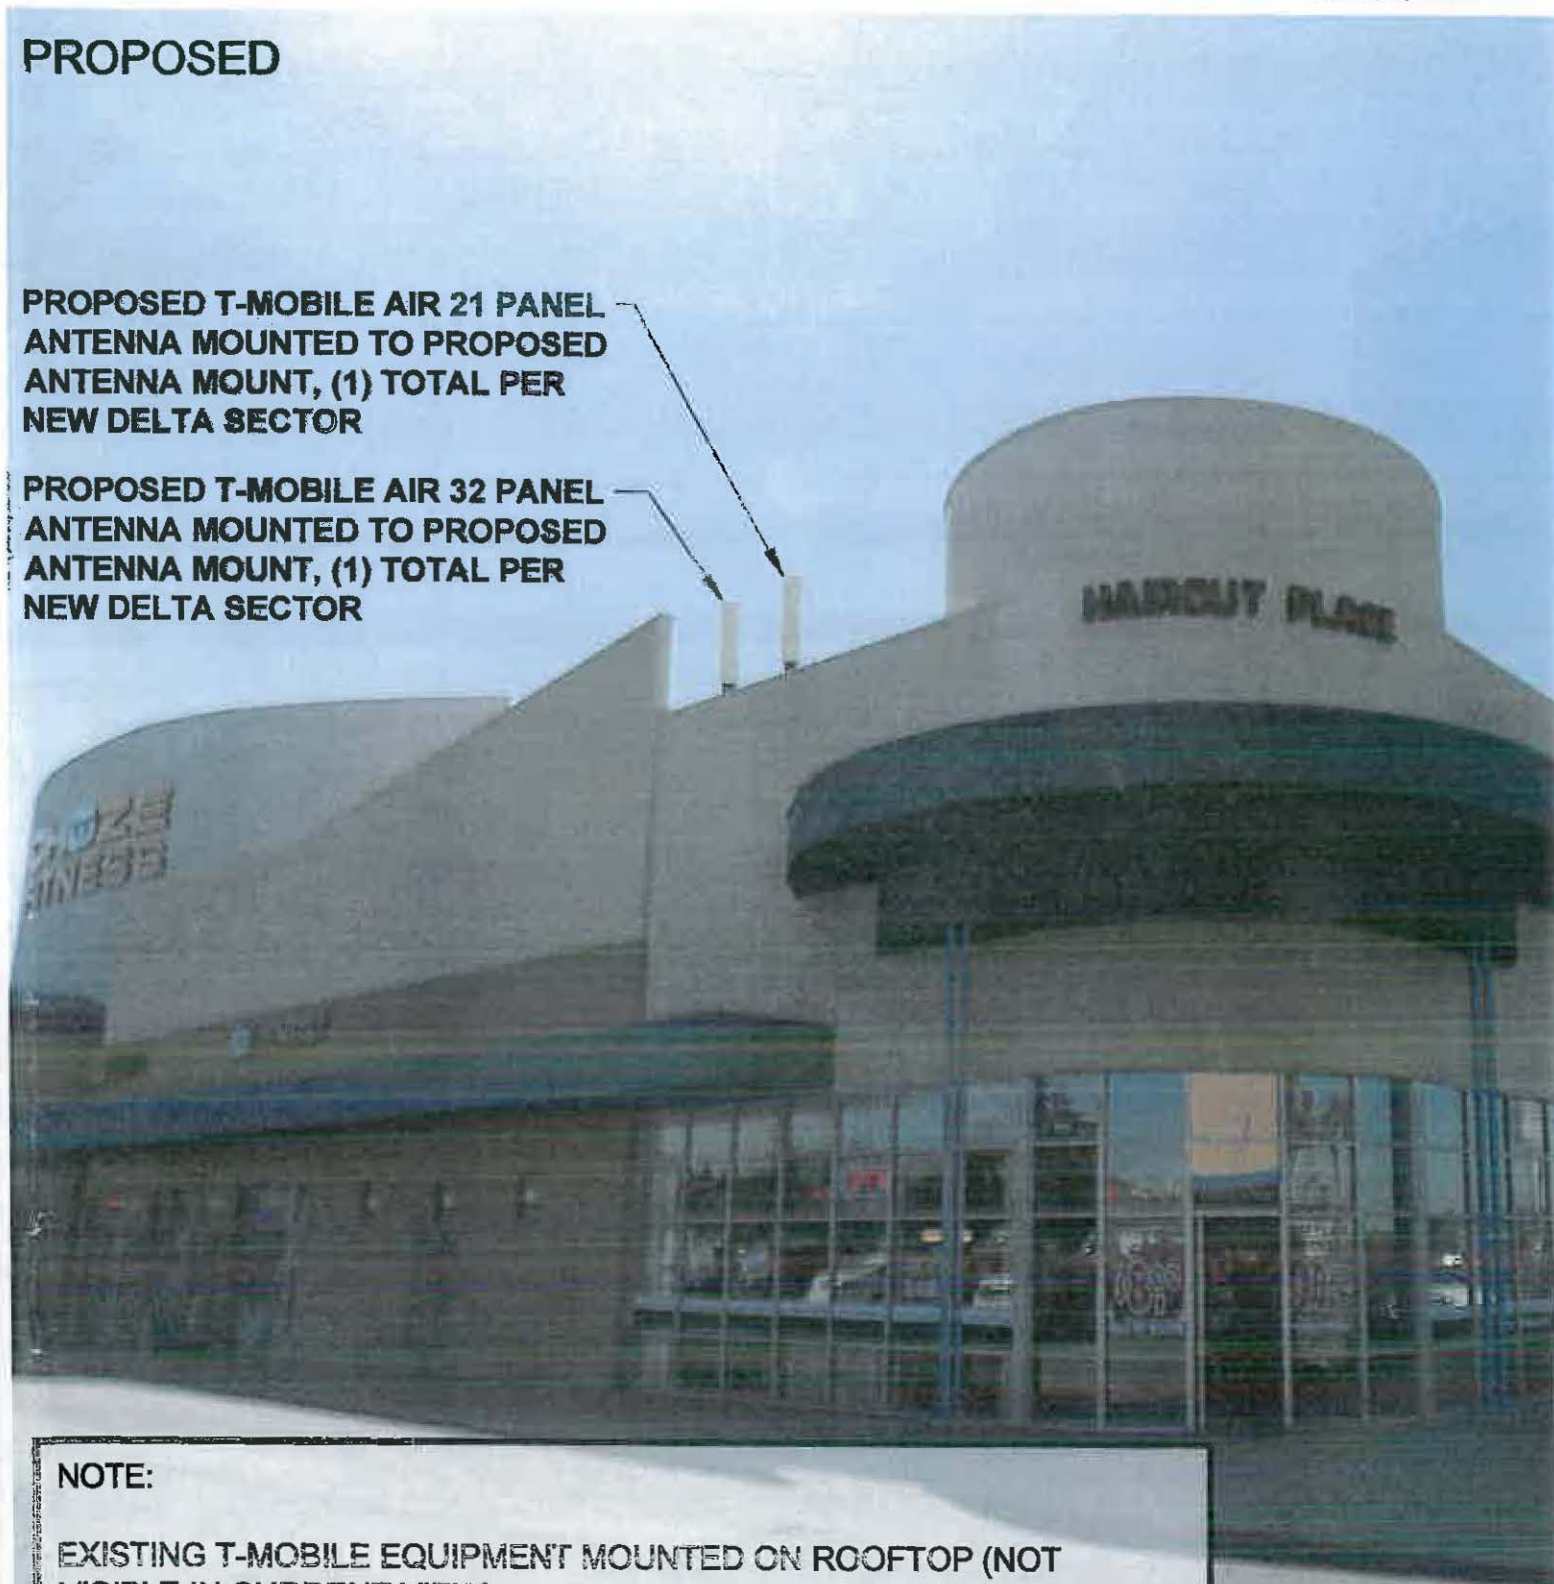 PROPOSED
PROPOSED T-MOBILE AIR 21 PANEL
ANTENNA MOUNTED TO PROPOSED
ANTENNA MOUNT, (1) TOTAL PER
NEW DELTA SECTOR
PROPOSED T-MOBILE AIR 32 PANEL
ANTENNA MOUNTED TO PROPOSED
ANTENNA MOUNT, (1) TOTAL PER
NEW DELTA SECTOR
HAIRCUT PLACE
NOTE:
EXISTING T-MOBILE EQUIPMENT MOUNTED ON ROOFTOP (NOT